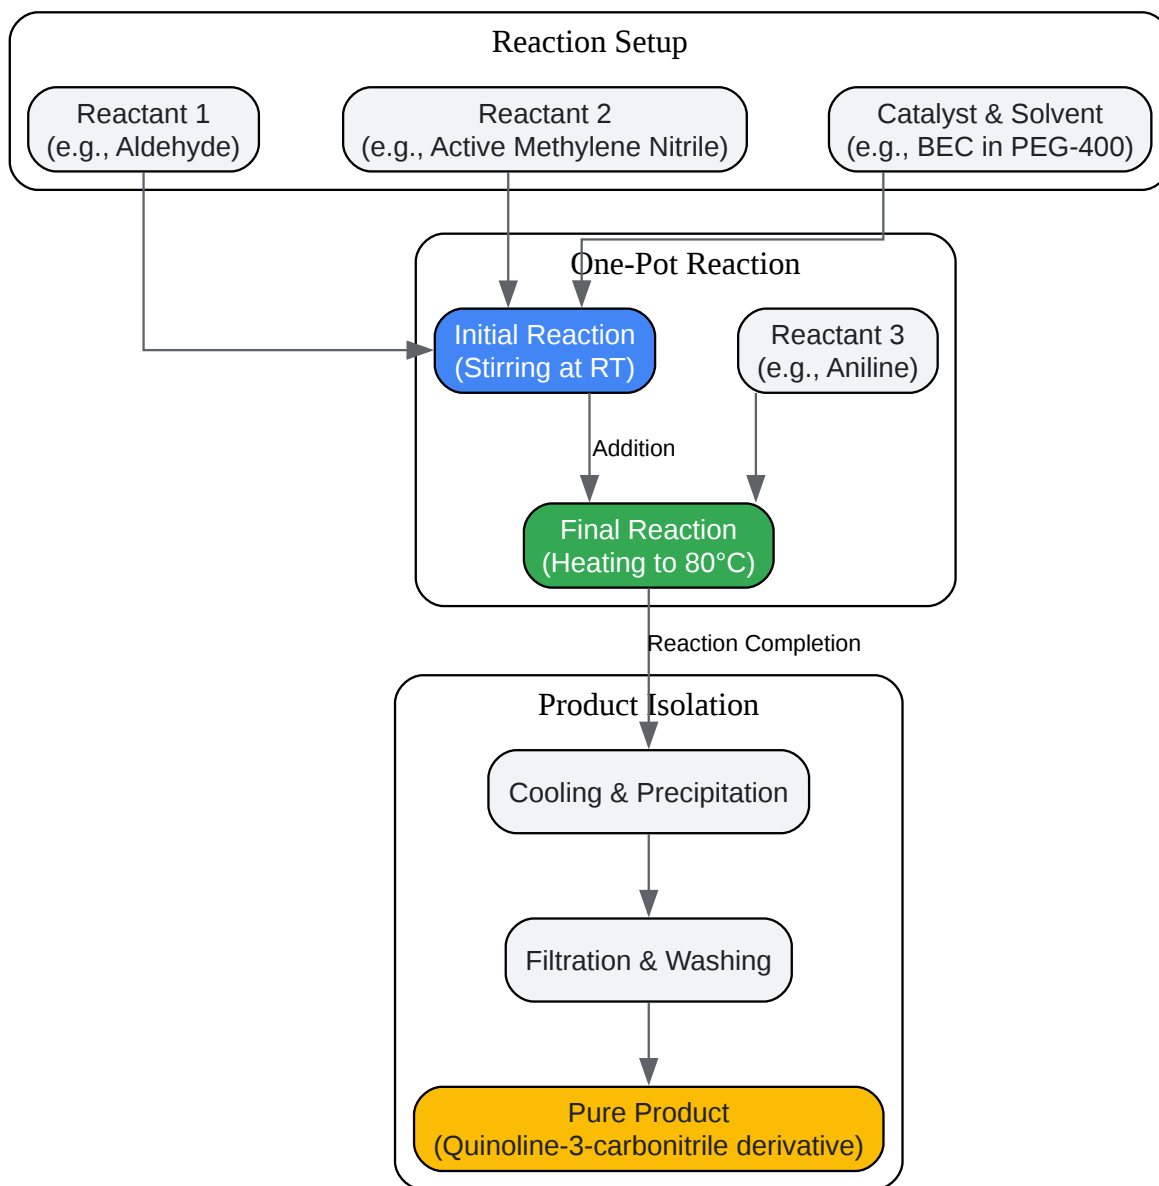 Reaction Setup
Reactant 1
(e.g., Aldehyde)
Reactant 2
(e.g., Active Methylene Nitrile)
Catalyst & Solvent
(e.g., BEC in PEG-400)
One-Pot Reaction
Initial Reaction
(Stirring at RT)
Reactant 3
(e.g., Aniline)
Addition
Final Reaction
(Heating to 80°C)
Reaction Completion
Product Isolation
Cooling & Precipitation
Filtration & Washing
Pure Product
(Quinoline-3-carbonitrile derivative)